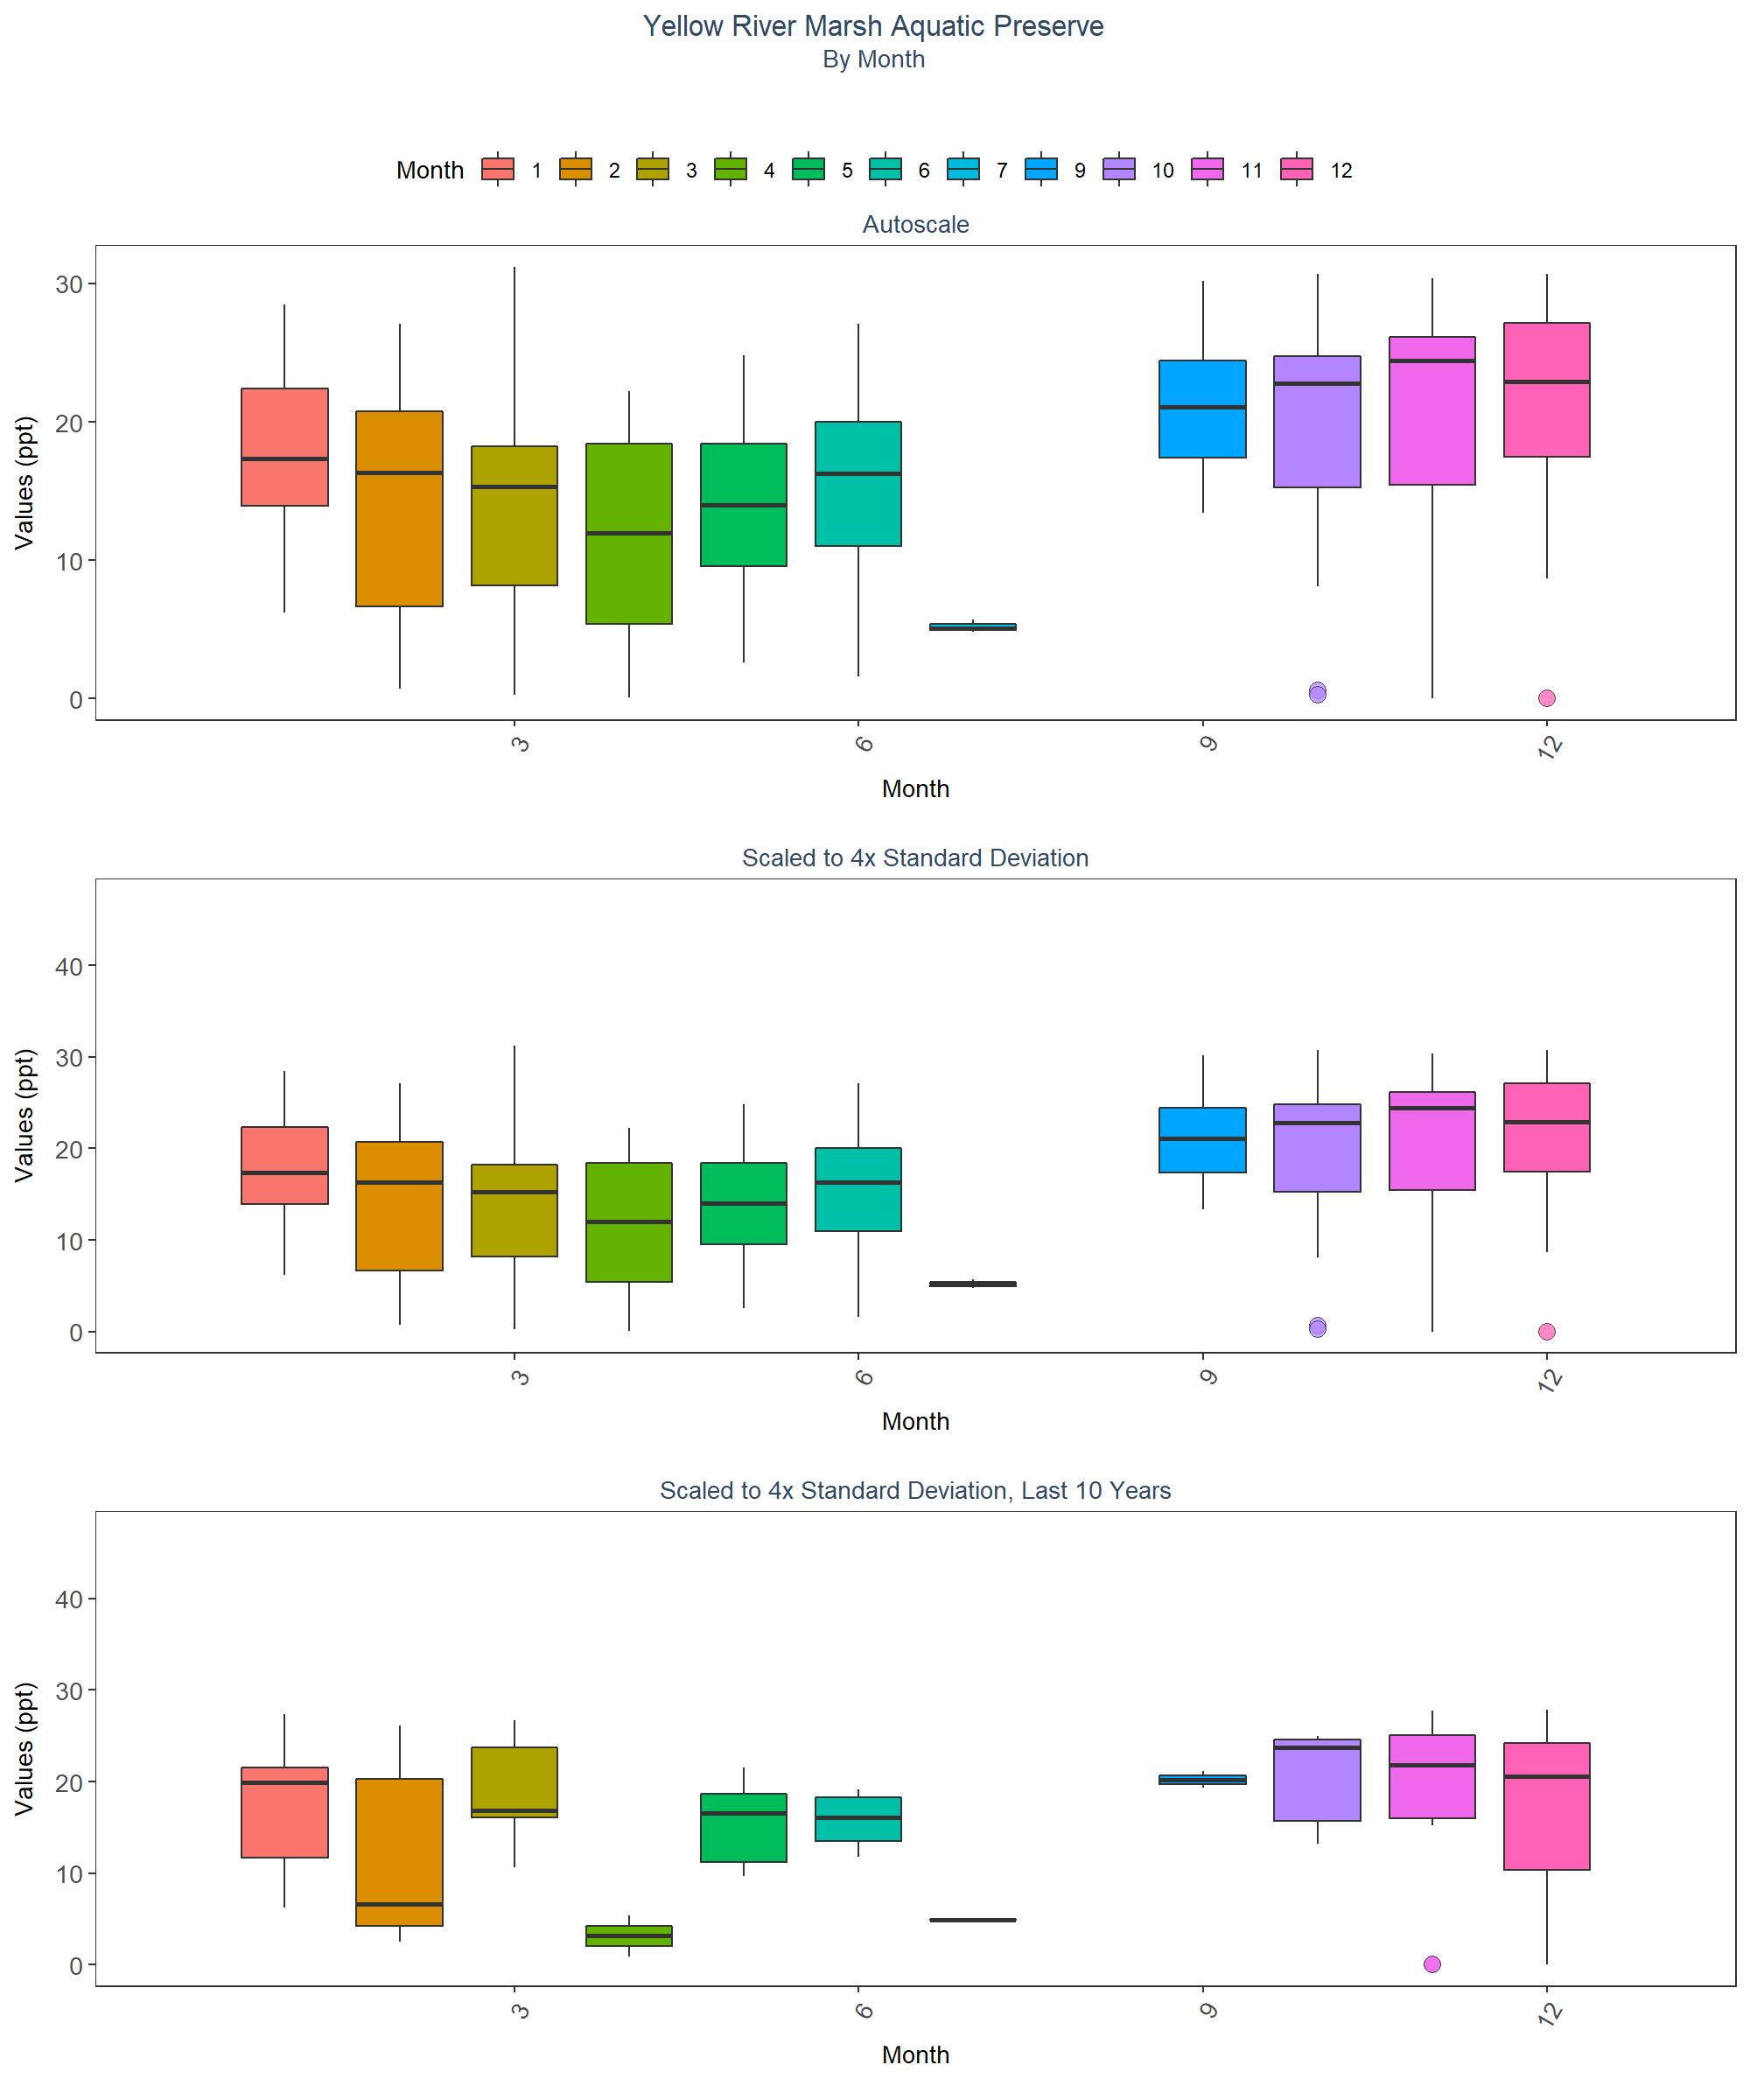 Yellow River Marsh Aquatic Preserve
By Month
Month 1 2 3 4 5 6 7 9 10 11 12
Autoscale
Values (ppt)
30
20
10
0
3 6 9 12
Month
Scaled to 4x Standard Deviation
Values (ppt)
40
30
20
10
0
3 6 9 12
Month
Scaled to 4x Standard Deviation, Last 10 Years
Values (ppt)
40
30
20
10
0
3 6 9 12
Month